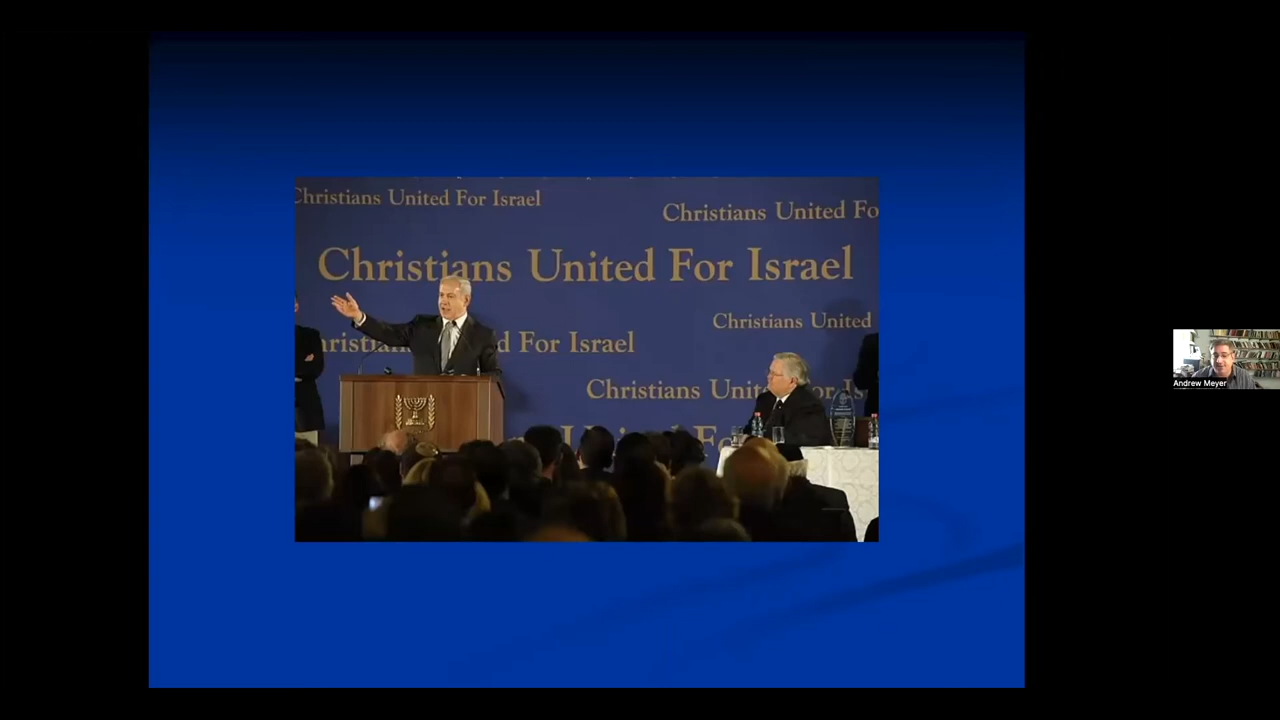 Christians United For Israel
Christians United Fo
Christians United For Israel
Christians United
d For Israel
Christians Unit
United F
Andrew Meyer